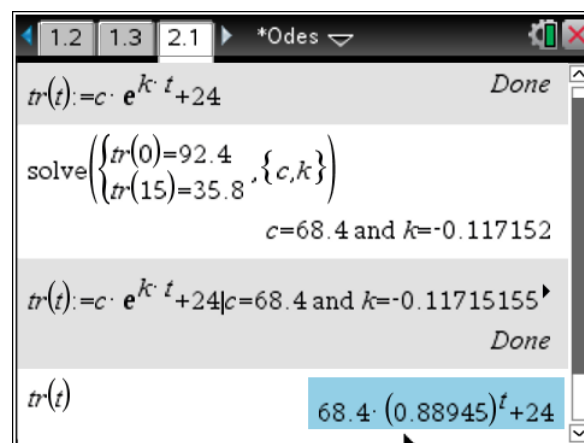 1.2 1.3 2.1 *Odes
tr(t):=c· e^k· t+24 Done
solve({tr(0)=92.4
tr(15)=35.8 ,{c,k})
c=68.4 and k=-0.117152
tr(t):=c· e^k· t+24|c=68.4 and k=-0.11715155
Done
tr(t) 68.4· (0.88945)^t+24